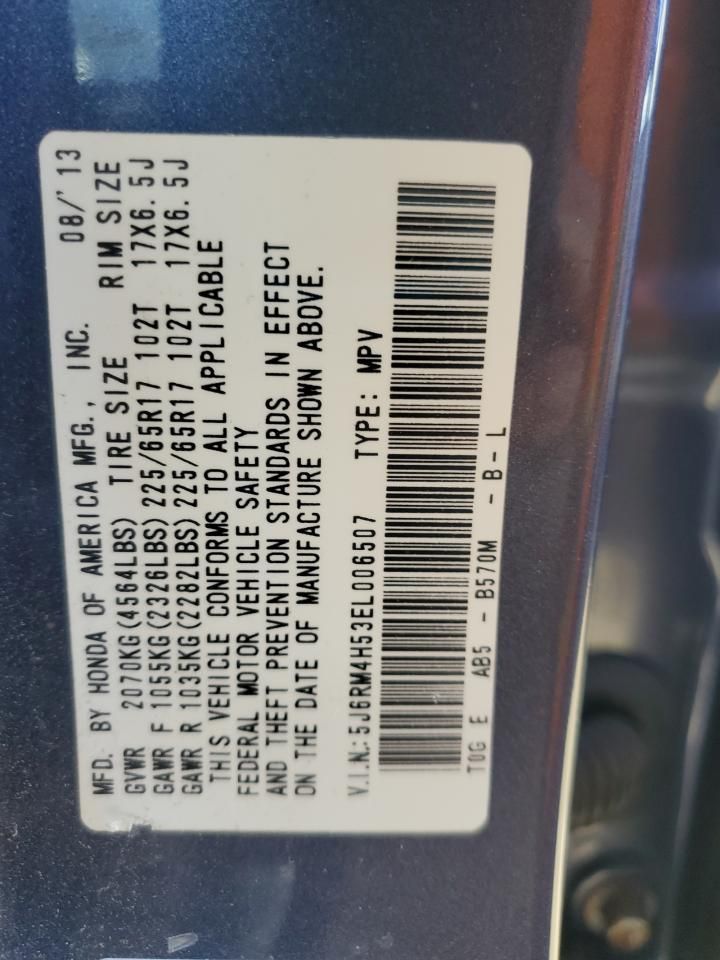 MFD. BY HONDA OF AMERICA MFG., INC. 08/'13
GVWR 2070KG(4564LBS) TIRE SIZE RIM SIZE
GAWR F 1055KG(2326LBS) 225/65R17 102T 17X6.5J
GAWR R 1035KG(2282LBS) 225/65R17 102T 17X6.5J
THIS VEHICLE CONFORMS TO ALL APPLICABLE
FEDERAL MOTOR VEHICLE SAFETY
AND THEFT PREVENTION STANDARDS IN EFFECT
ON THE DATE OF MANUFACTURE SHOWN ABOVE.
V.I.N.: 5J6RM4H53EL006507 TYPE: MPV
T0G E AB5 - B570M - B - L